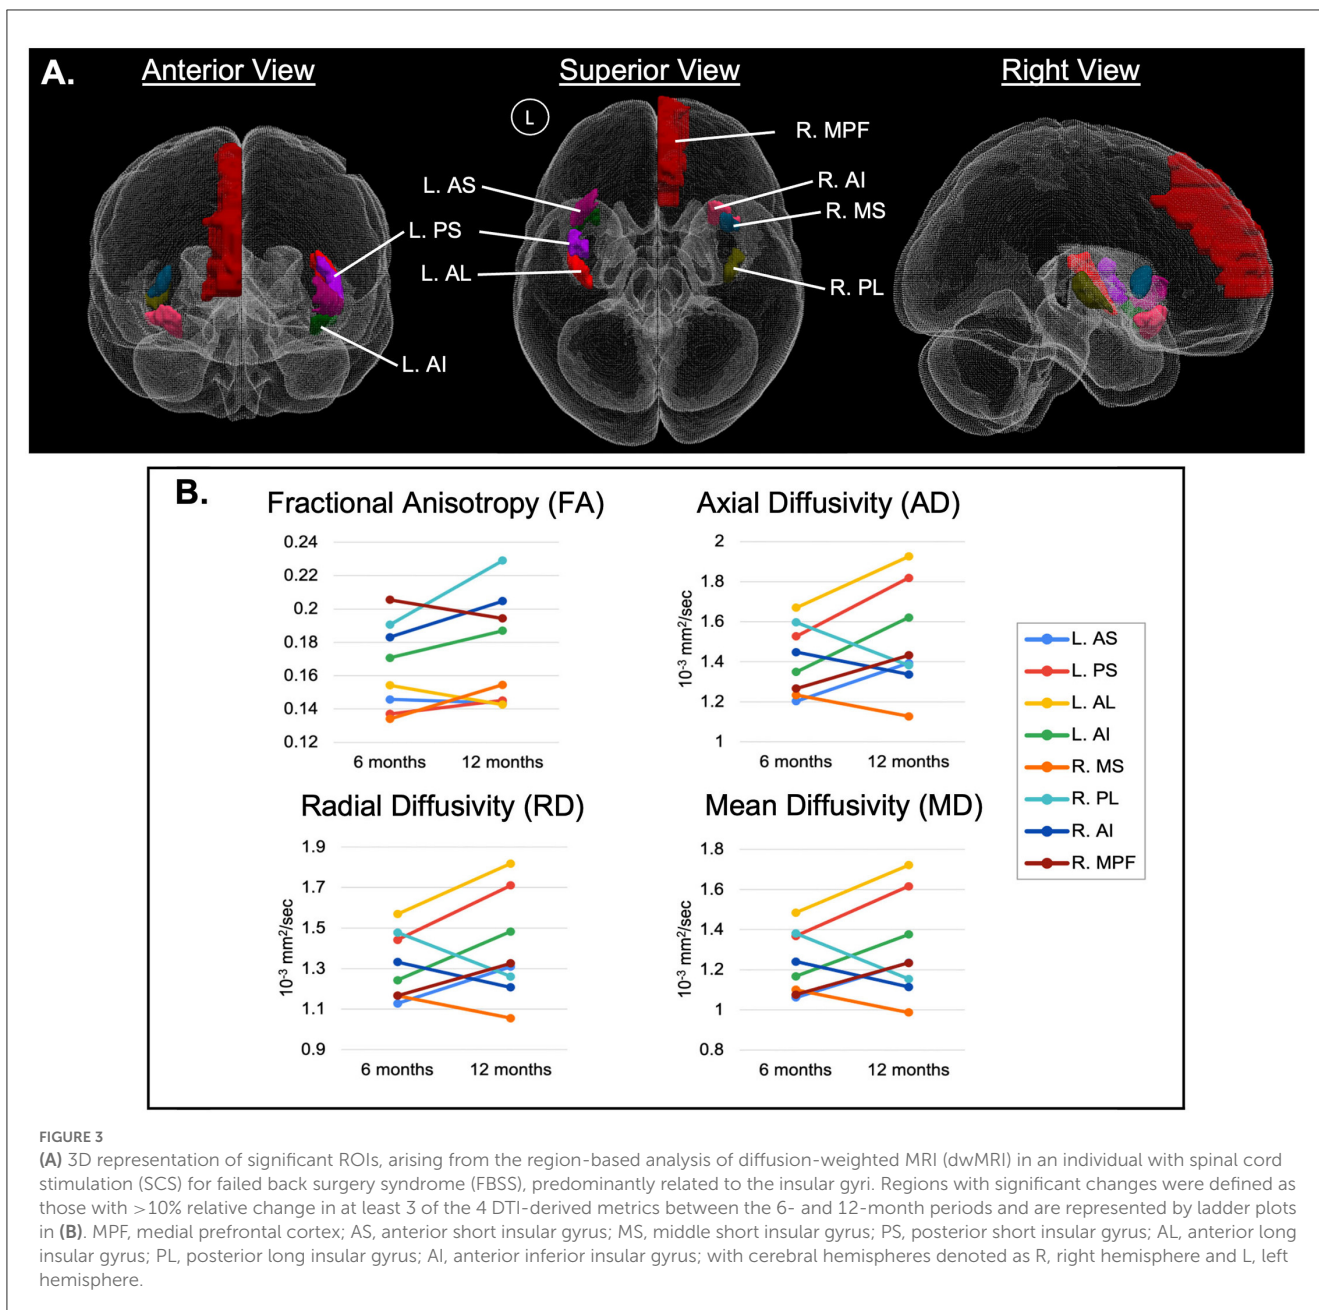 A.
Anterior View
Superior View
Right View
L
R. MPF
L. AS
R. AI
R. MS
L. PS
L. AL
R. PL
L. AI
B.
Fractional Anisotropy (FA)
0.24
0.22
0.2
0.18
0.16
0.14
0.12
6 months
12 months
Axial Diffusivity (AD)
10⁻³ mm²/sec
2
1.8
1.6
1.4
1.2
1
6 months
12 months
Radial Diffusivity (RD)
10⁻³ mm²/sec
1.9
1.7
1.5
1.3
1.1
0.9
6 months
12 months
Mean Diffusivity (MD)
10⁻³ mm²/sec
1.8
1.6
1.4
1.2
1
0.8
6 months
12 months
L. AS
L. PS
L. AL
L. AI
R. MS
R. PL
R. AI
R. MPF
FIGURE 3
(A) 3D representation of significant ROIs, arising from the region-based analysis of diffusion-weighted MRI (dwMRI) in an individual with spinal cord
stimulation (SCS) for failed back surgery syndrome (FBSS), predominantly related to the insular gyri. Regions with significant changes were defined as
those with >10% relative change in at least 3 of the 4 DTI-derived metrics between the 6- and 12-month periods and are represented by ladder plots
in (B). MPF, medial prefrontal cortex; AS, anterior short insular gyrus; MS, middle short insular gyrus; PS, posterior short insular gyrus; AL, anterior long
insular gyrus; PL, posterior long insular gyrus; AI, anterior inferior insular gyrus; with cerebral hemispheres denoted as R, right hemisphere and L, left
hemisphere.